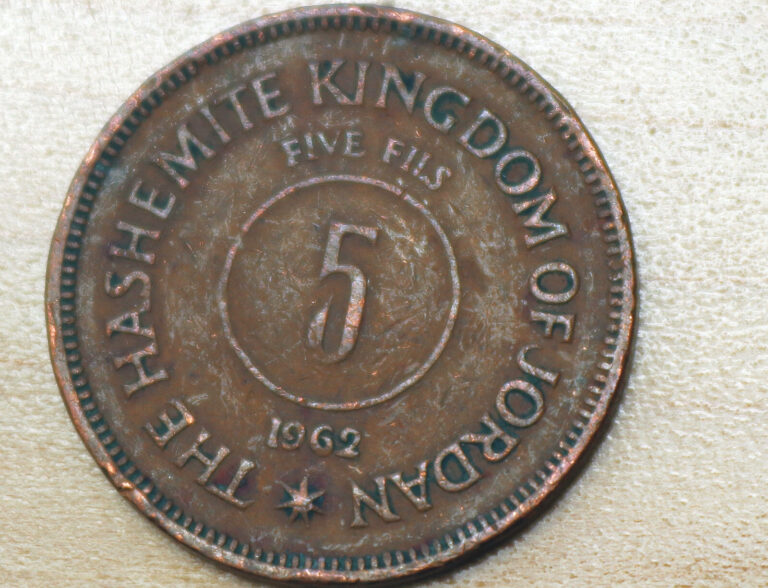 THE HASHEMITE KINGDOM OF JORDAN
FIVE FILS
5
1962